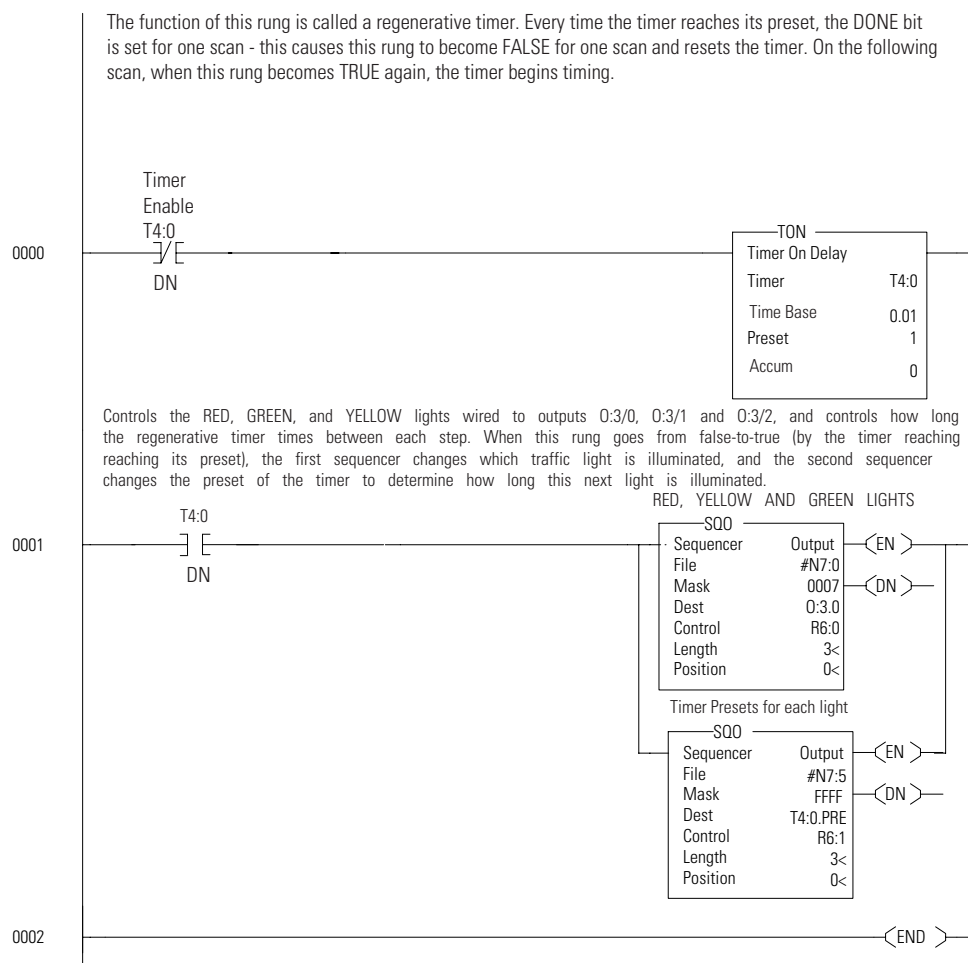 The function of this rung is called a regenerative timer. Every time the timer reaches its preset, the DONE bit
is set for one scan - this causes this rung to become FALSE for one scan and resets the timer. On the following
scan, when this rung becomes TRUE again, the timer begins timing.
Timer
Enable
T4:0
DN
0000
TON
Timer On Delay
Timer T4:0
Time Base 0.01
Preset 1
Accum 0
Controls the RED, GREEN, and YELLOW lights wired to outputs O:3/0, O:3/1 and O:3/2, and controls how long
the regenerative timer times between each step. When this rung goes from false-to-true (by the timer reaching
reaching its preset), the first sequencer changes which traffic light is illuminated, and the second sequencer
changes the preset of the timer to determine how long this next light is illuminated.
RED, YELLOW AND GREEN LIGHTS
T4:0
DN
0001
SQO
Sequencer Output EN
File #N7:0
Mask 0007 DN
Dest O:3.0
Control R6:0
Length 3<
Position 0<
Timer Presets for each light
SQO
Sequencer Output EN
File #N7:5
Mask FFFF DN
Dest T4:0.PRE
Control R6:1
Length 3<
Position 0<
0002
END